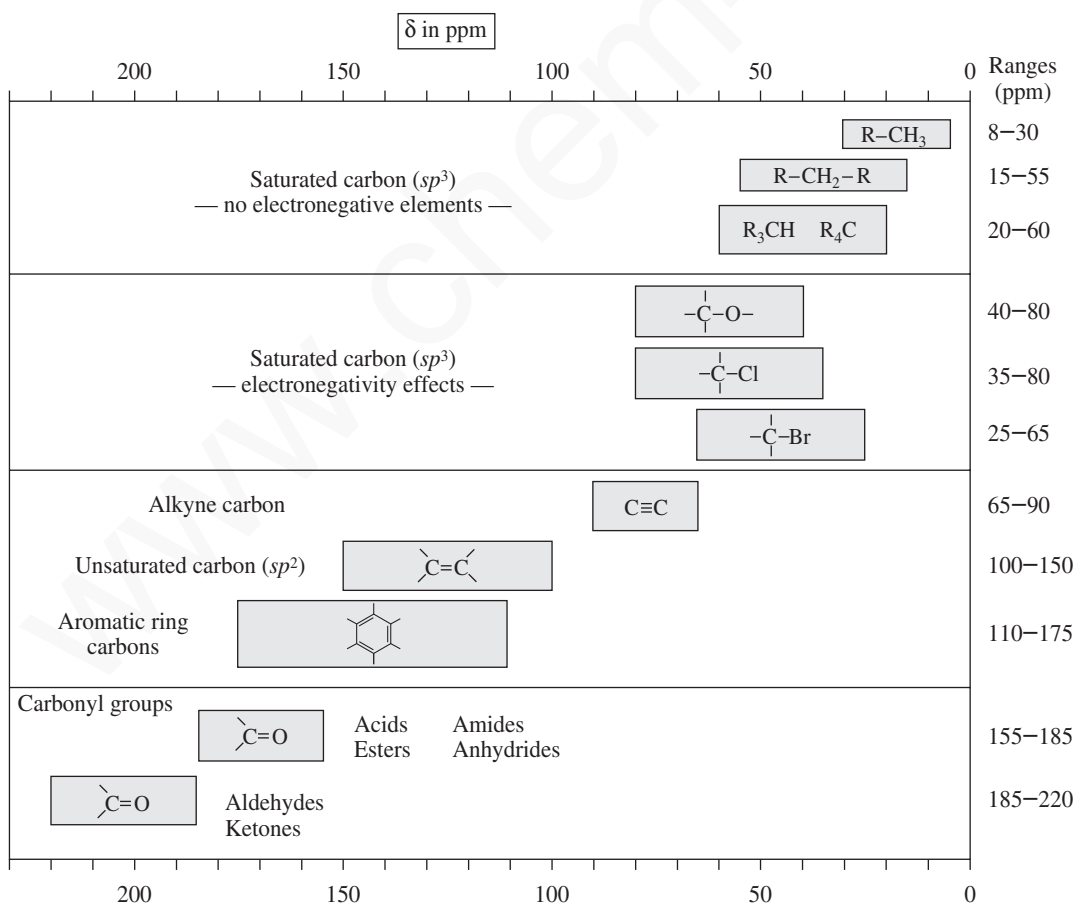 δ in ppm
200 150 100 50 0 Ranges
(ppm)
R–CH₃ 8–30
Saturated carbon (sp³)
— no electronegative elements —
R–CH₂–R 15–55
R₃CH R₄C 20–60
Saturated carbon (sp³)
— electronegativity effects —
–C–O– 40–80
–C–Cl 35–80
–C–Br 25–65
Alkyne carbon C≡C 65–90
Unsaturated carbon (sp²) C=C 100–150
Aromatic ring
carbons
110–175
Carbonyl groups
C=O Acids Amides 155–185
Esters Anhydrides
C=O Aldehydes 185–220
Ketones
200 150 100 50 0
www.chem